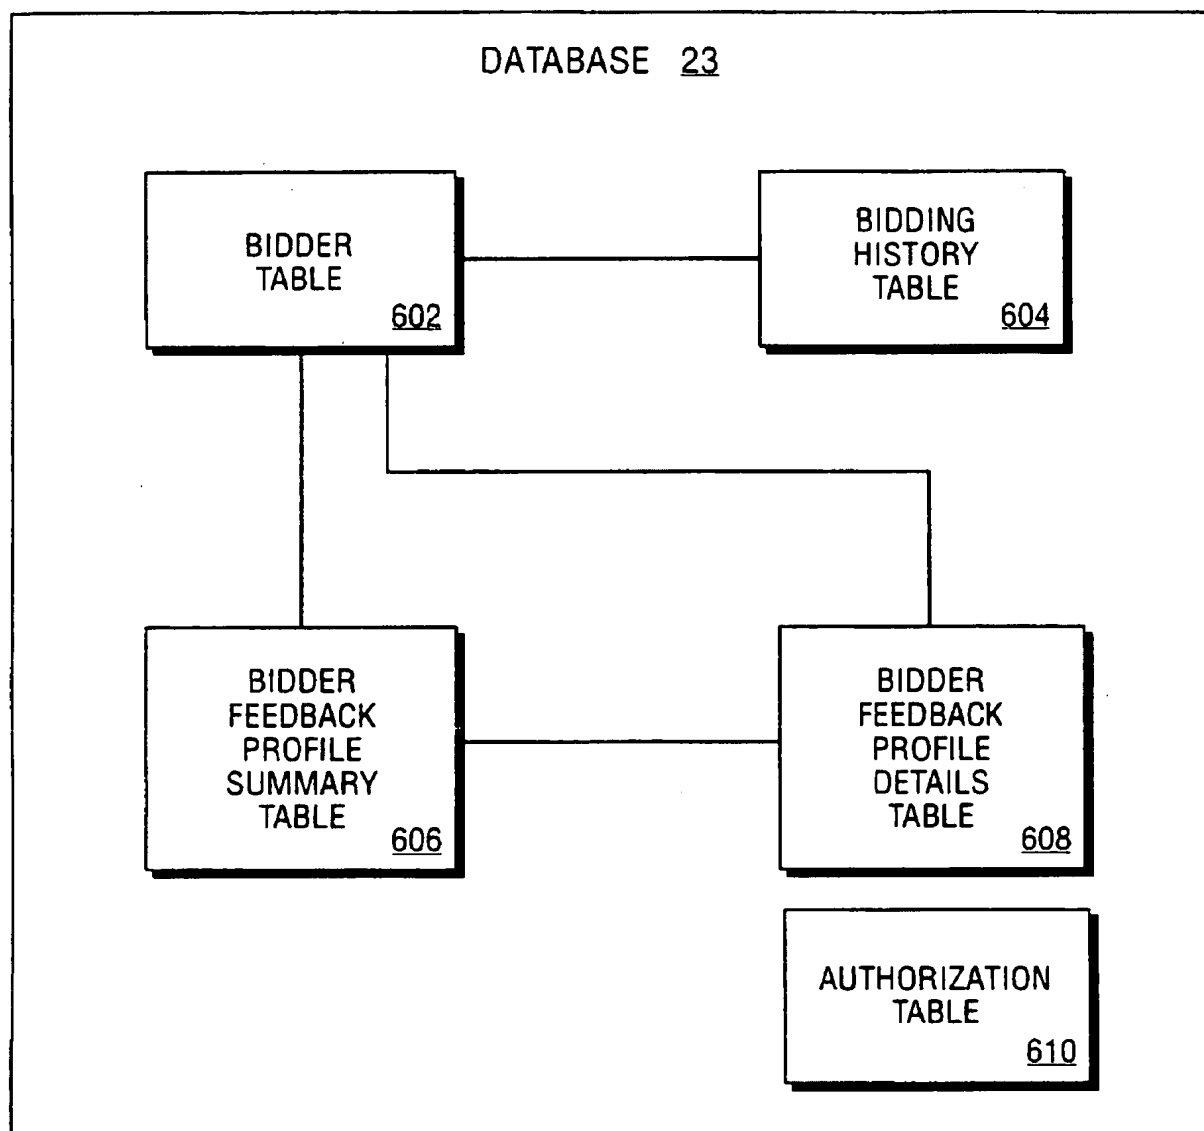 DATABASE 23
BIDDER
TABLE
602
BIDDING
HISTORY
TABLE
604
BIDDER
FEEDBACK
PROFILE
SUMMARY
TABLE
606
BIDDER
FEEDBACK
PROFILE
DETAILS
TABLE
608
AUTHORIZATION
TABLE
610